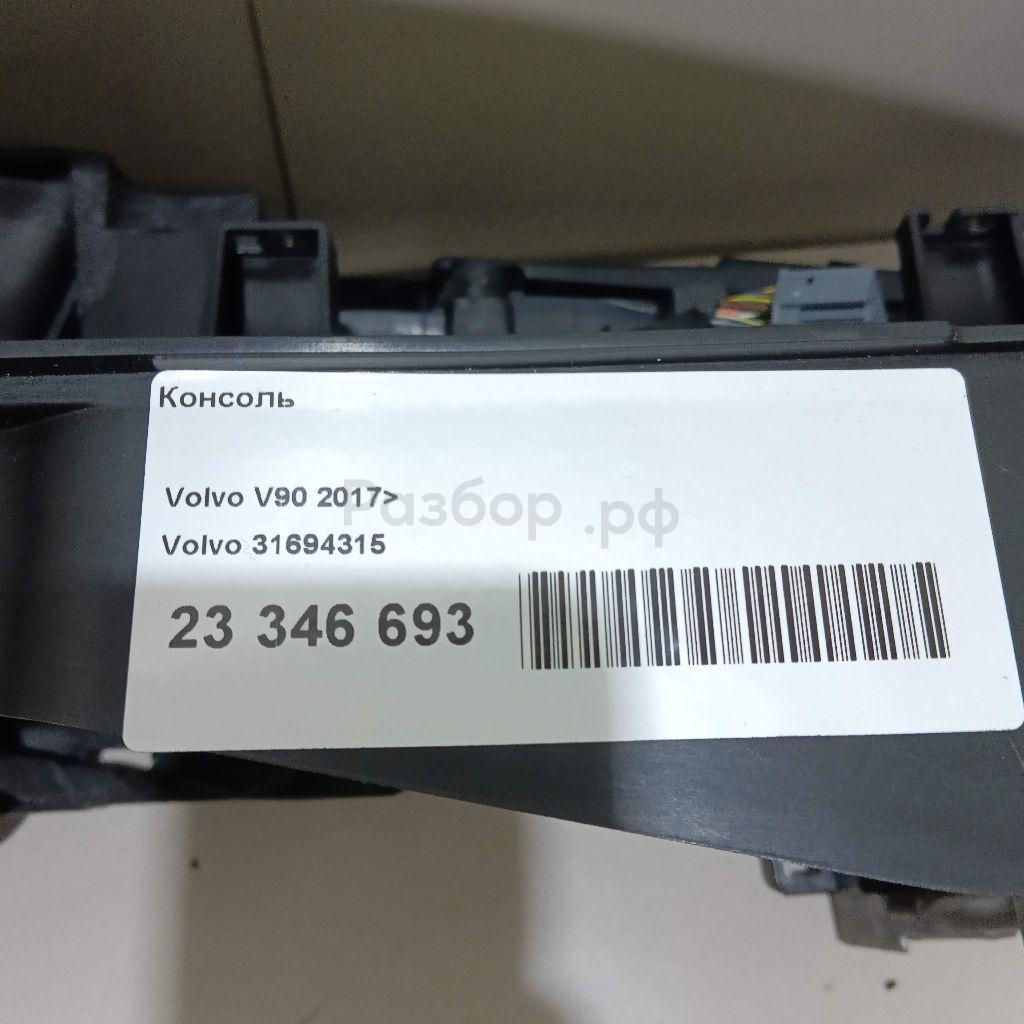 Консоль
Volvo V90 2017>
Разбор.рф
Volvo 31694315
23 346 693